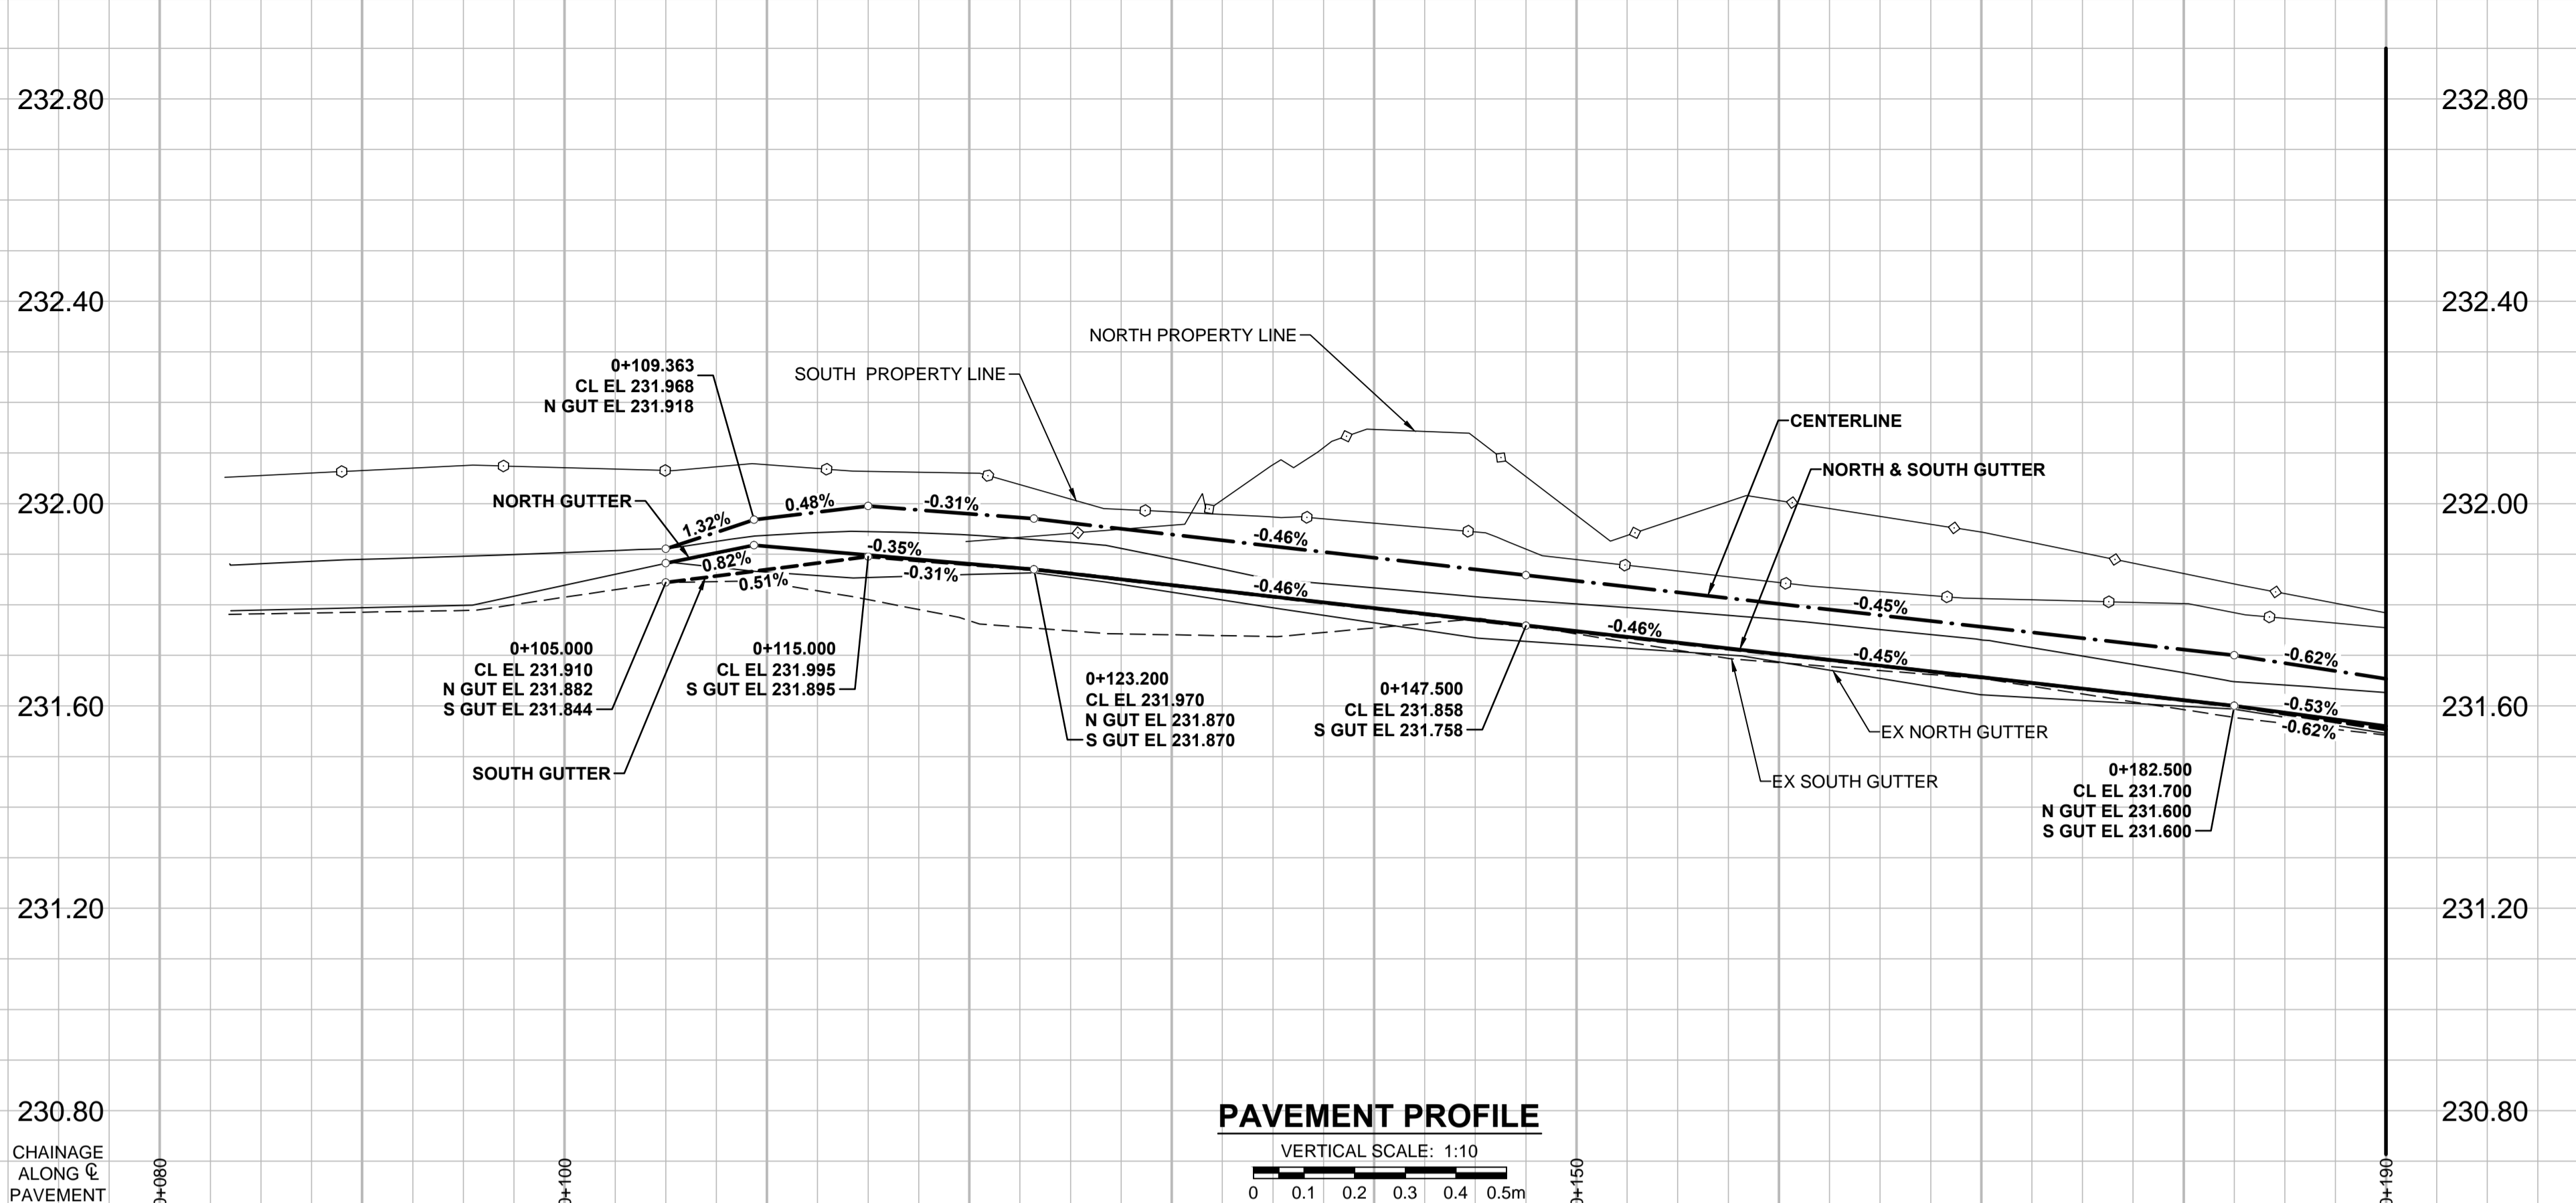 232.80
232.80
232.40
232.40
NORTH PROPERTY LINE
0+109.363
CL EL 231.968
N GUT EL 231.918
SOUTH  PROPERTY LINE
CENTERLINE
NORTH & SOUTH GUTTER
232.00
232.00
NORTH GUTTER
1.32%
0.48%
-0.31%
-0.46%
0.82%
-0.35%
0.51%
-0.31%
-0.46%
-0.45%
-0.46%
-0.45%
-0.62%
-0.53%
-0.62%
0+105.000
CL EL 231.910
N GUT EL 231.882
S GUT EL 231.844
0+115.000
CL EL 231.995
S GUT EL 231.895
0+123.200
CL EL 231.970
N GUT EL 231.870
S GUT EL 231.870
0+147.500
CL EL 231.858
S GUT EL 231.758
231.60
231.60
EX NORTH GUTTER
SOUTH GUTTER
EX SOUTH GUTTER
0+182.500
CL EL 231.700
N GUT EL 231.600
S GUT EL 231.600
231.20
231.20
230.80
230.80
PAVEMENT PROFILE
VERTICAL SCALE:  1:10
0 0.1 0.2 0.3 0.4 0.5m
CHAINAGE
ALONG ℄
PAVEMENT
0+080
0+100
0+150
0+190